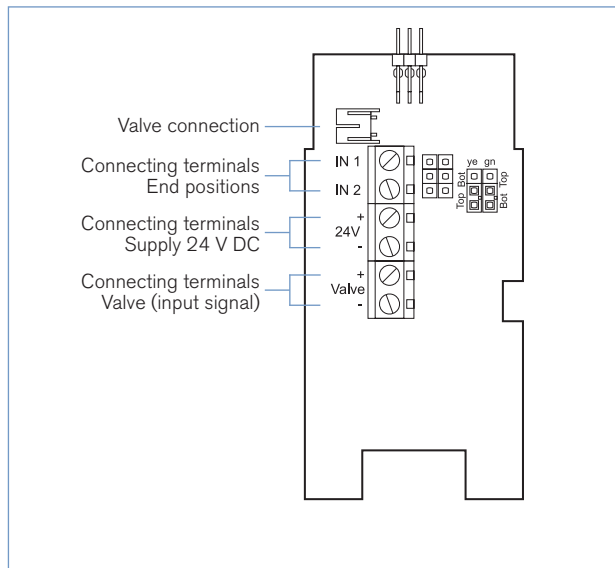 Valve connection
Connecting terminals
End positions
Connecting terminals
Supply 24 V DC
Connecting terminals
Valve (input signal)
IN 1
IN 2
+
24V
-
+
Valve
-
ye gn
Bot Top
Top Bot